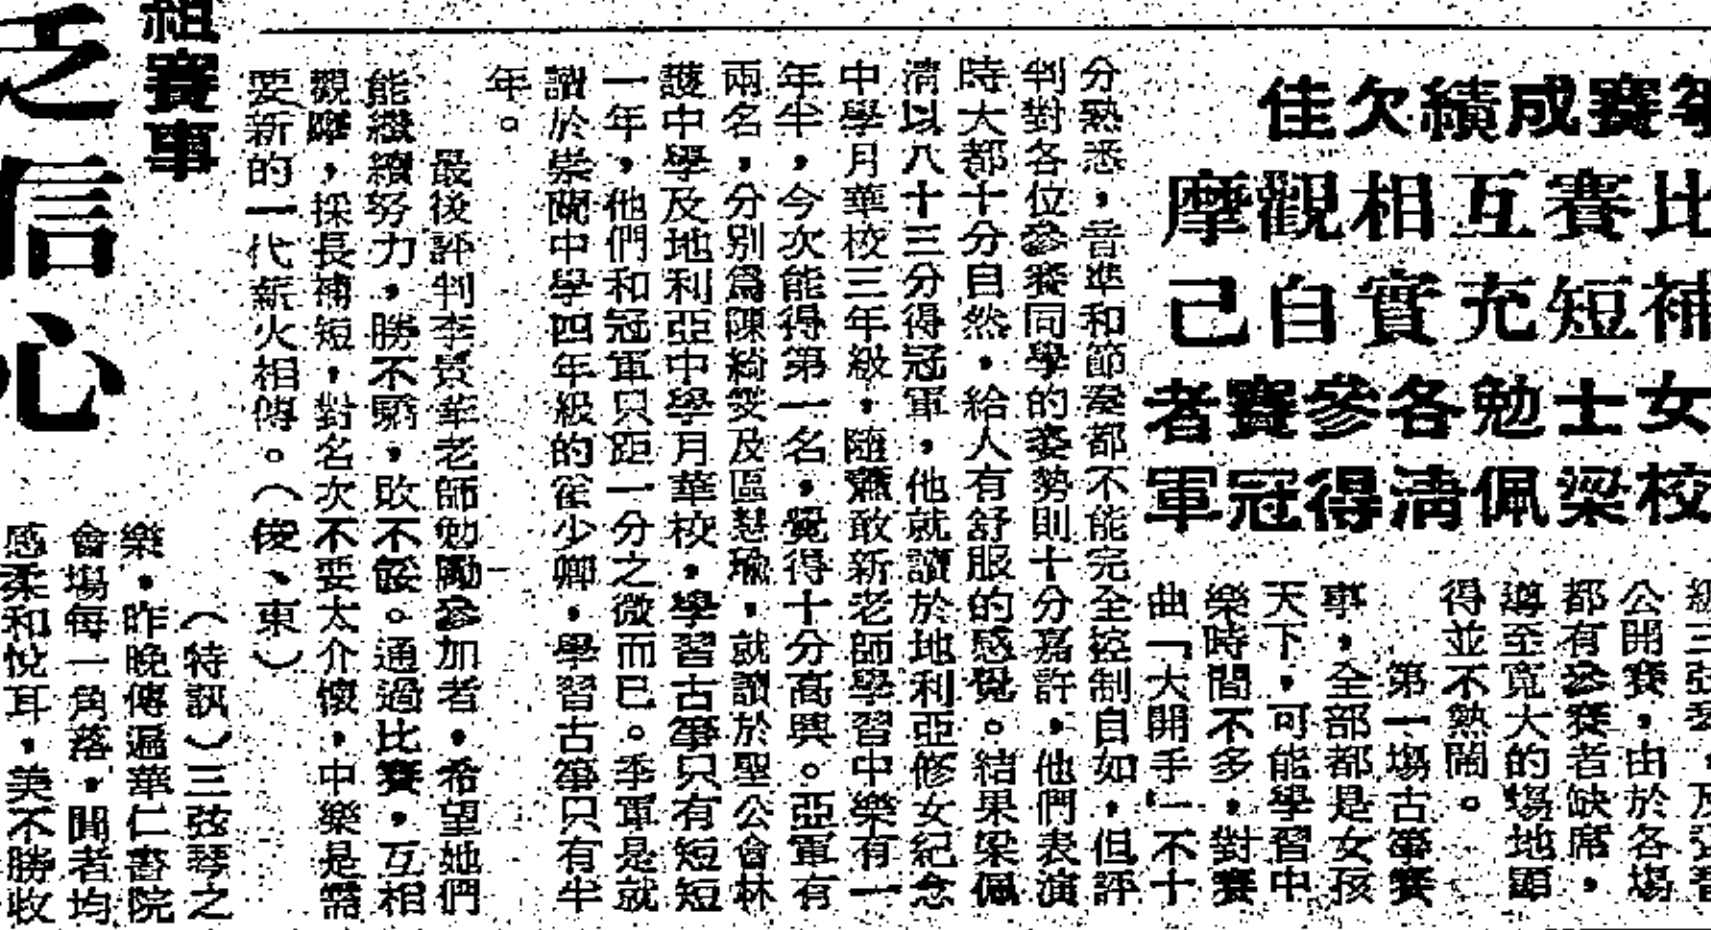 箏賽成績欠佳
比賽互相觀摩
補短充實自己
女士勉各參賽者
校梁佩清得冠軍
公開賽，由於各場
都有參賽者缺席，
導至寬大的場地顯
得並不熱鬧。
第一場古箏賽
事，全部都是女孩
天下，可能學習中
樂時間不多，對賽
曲「大開手」不十
分熟悉，音準和節奏都不能完全控制自如，但評
判對各位參賽同學的姿勢則十分嘉許，他們表演
時大都十分自然，給人有舒服的感覺。結果梁佩
清以八十三分得冠軍，他就讀於地利亞修女紀念
中學月華校三年級，隨蕭敢新老師學習中樂有一
年半，今次能得第一名，覺得十分高興。亞軍有
兩名，分別為陳綺雯及區慧瑜，就讀於聖公會林
護中學及地利亞中學月華校，學習古箏只有短短
一年，他們和冠軍只距一分之微而已。季軍是就
讀於崇蘭中學四年級的崔少卿，學習古箏只有半
年。
最後評判李景華老師勉勵參加者，希望她們
能繼續努力，勝不驕，敗不餒。通過比賽，互相
觀摩，採長補短，對名次不要太介懷，中樂是需
要新的一代薪火相傳。（俊、東）
組賽事
乏信心
（特訊）三弦琴之
樂，昨晚傳遍華仁書院
會場每一角落，聞者均
感柔和悅耳，美不勝收